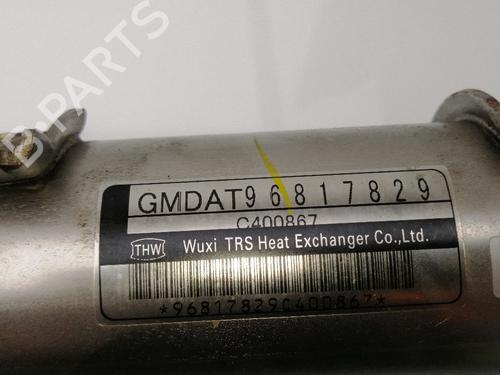 B-PARTS
GMDAT96817829
C400867
THW Wuxi TRS Heat Exchanger Co.,Ltd.
*96817829C400867*